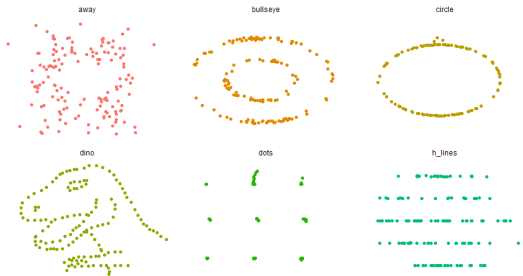 away
bullseye
circle
dino
dots
h_lines